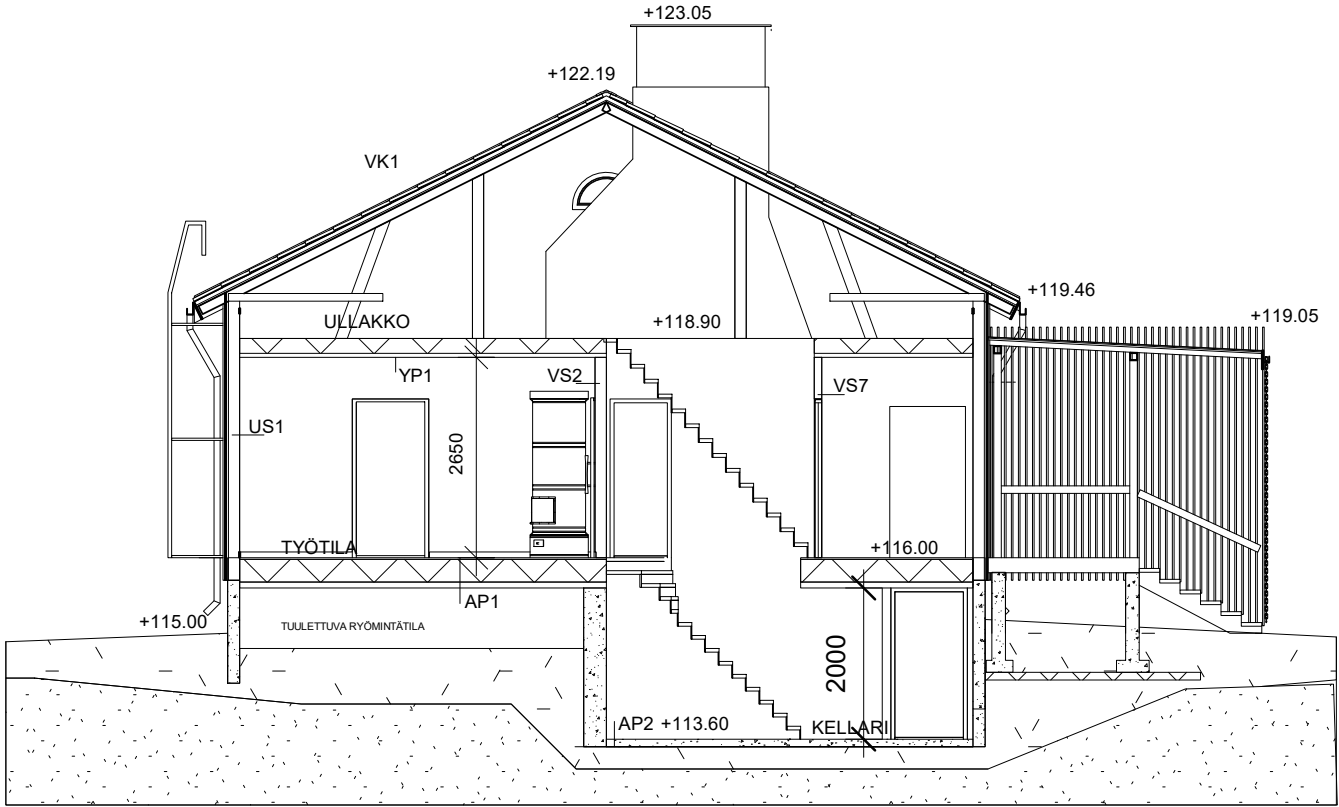 +123.05
+122.19
VK1
+119.46
+119.05
ULLAKKO
+118.90
YP1
VS2
VS7
US1
2650
TYÖTILA
+116.00
AP1
+115.00
TUULETTUVA RYÖMINTÄTILA
2000
AP2 +113.60
KELLARI